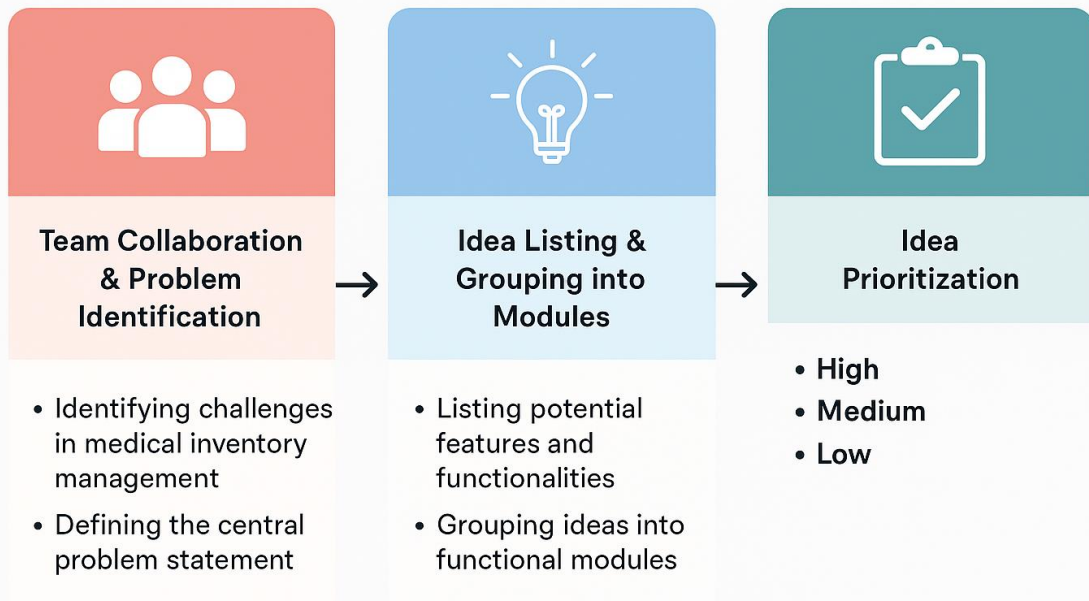 Team Collaboration
& Problem
Identification
• Identifying challenges
in medical inventory
management
• Defining the central
problem statement
Idea Listing &
Grouping into
Modules
• Listing potential
features and
functionalities
• Grouping ideas into
functional modules
Idea
Prioritization
• High
• Medium
• Low